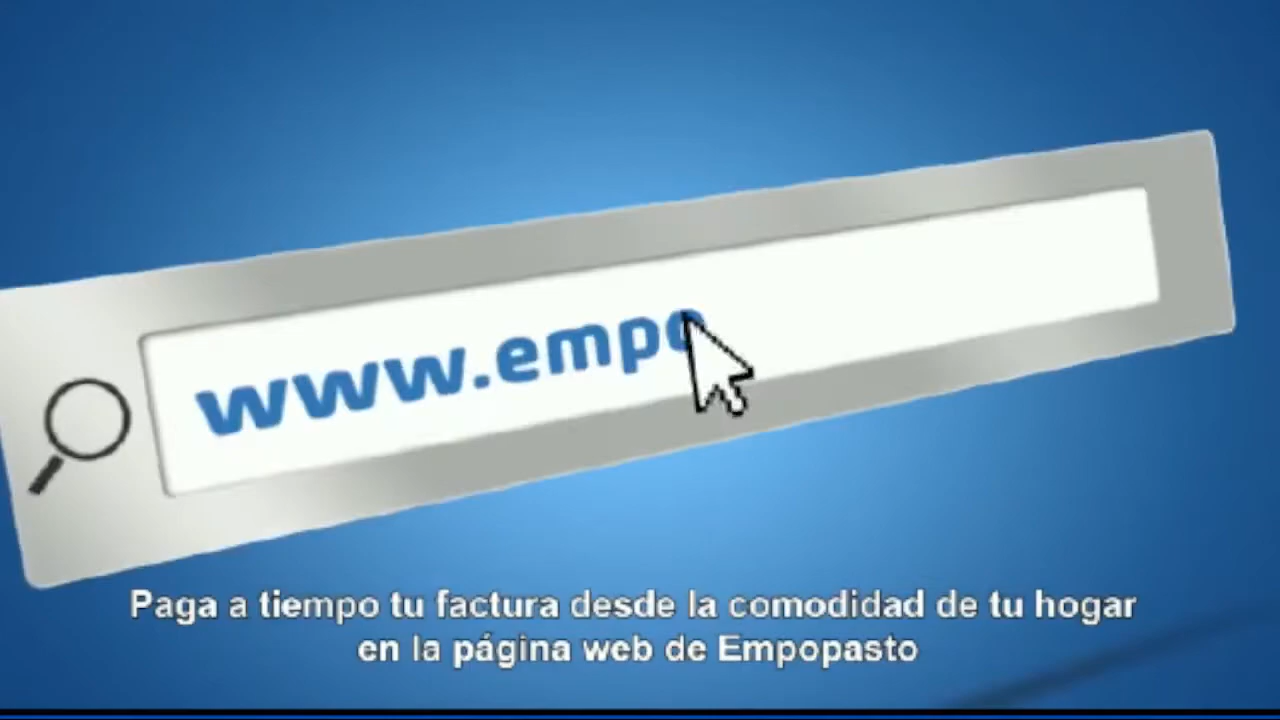 www.empo
Paga a tiempo tu factura desde la comodidad de tu hogar
en la página web de Empopasto